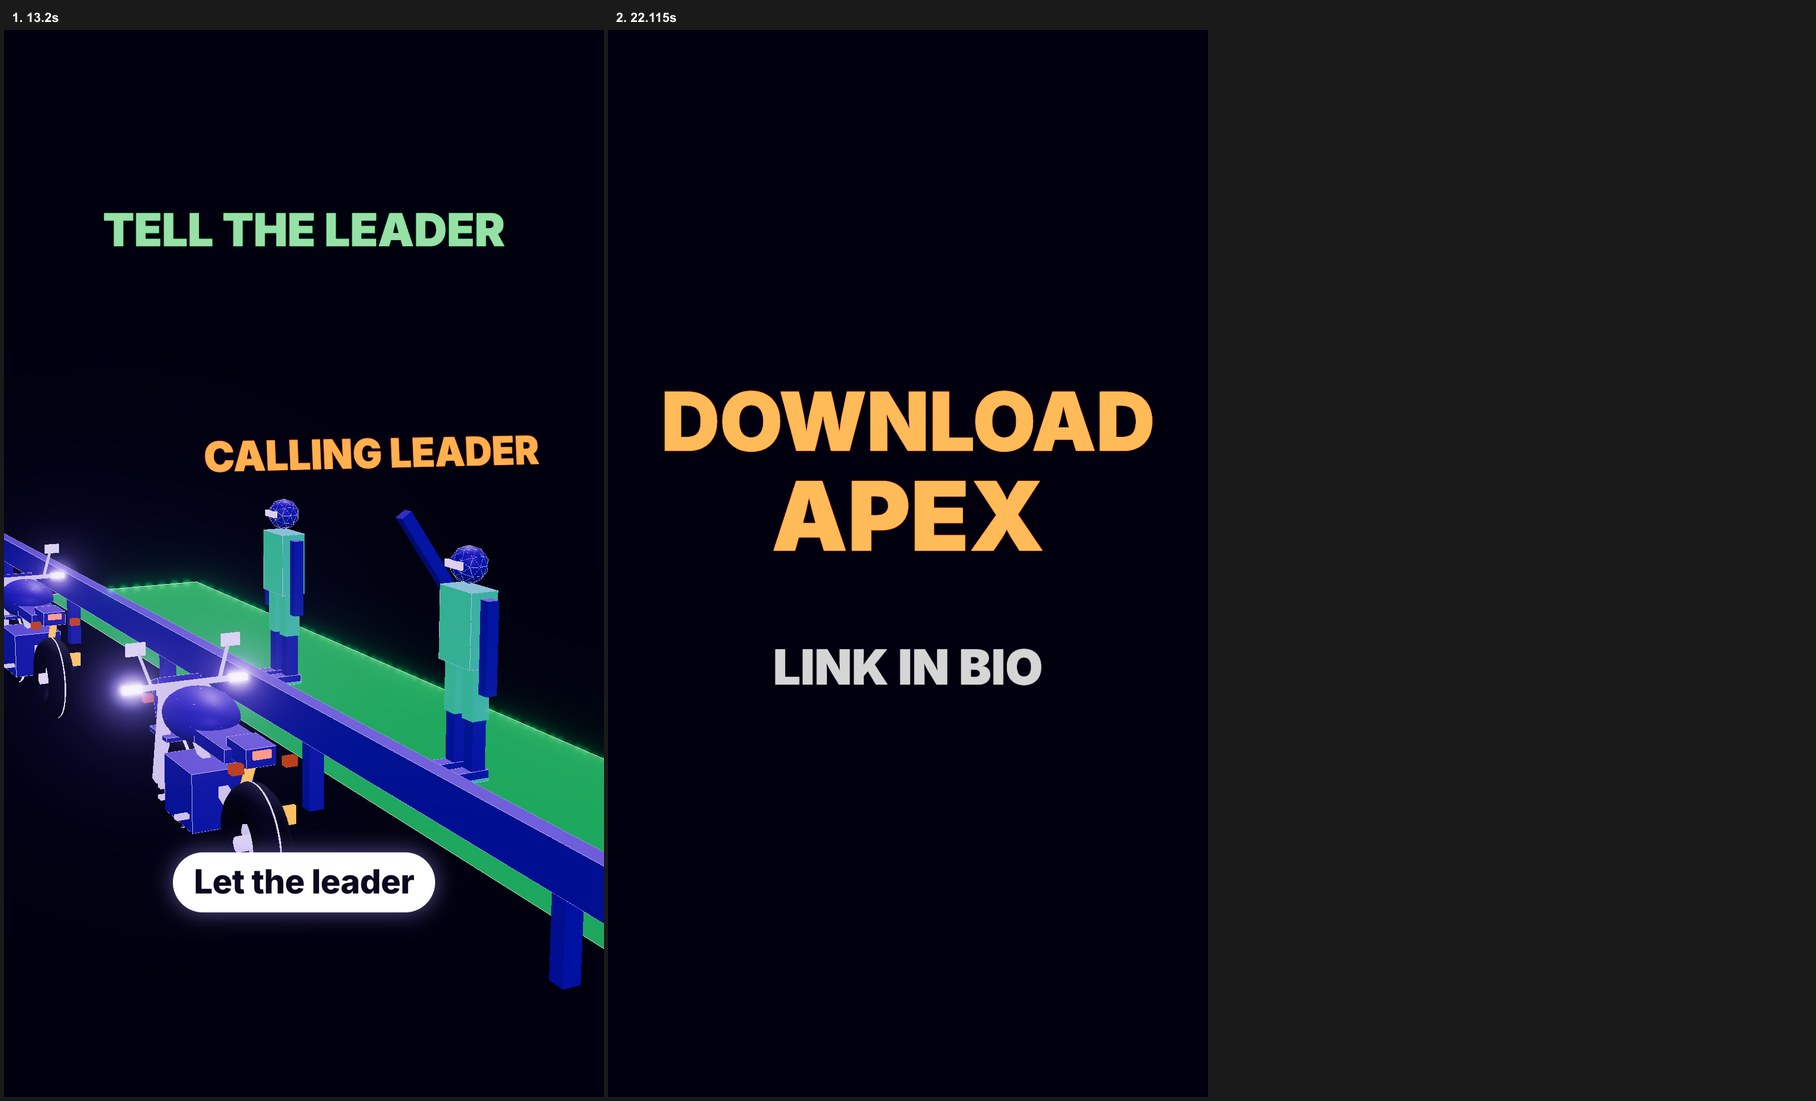 1. 13.2s
TELL THE LEADER
CALLING LEADER
Let the leader
2. 22.115s
DOWNLOAD
APEX
LINK IN BIO